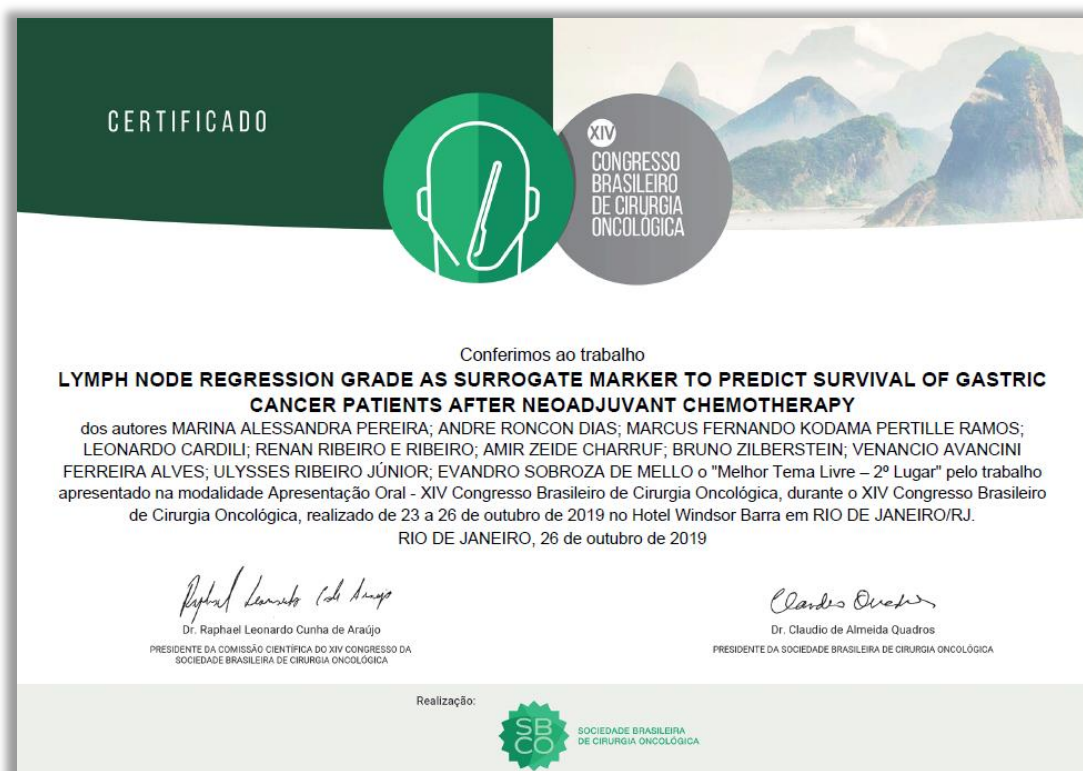 CERTIFICADO
XIV
CONGRESSO
BRASILEIRO
DE CIRURGIA
ONCOLÓGICA
Conferimos ao trabalho
LYMPH NODE REGRESSION GRADE AS SURROGATE MARKER TO PREDICT SURVIVAL OF GASTRIC
CANCER PATIENTS AFTER NEOADJUVANT CHEMOTHERAPY
dos autores MARINA ALESSANDRA PEREIRA; ANDRE RONCON DIAS; MARCUS FERNANDO KODAMA PERTILLE RAMOS;
LEONARDO CARDILI; RENAN RIBEIRO E RIBEIRO; AMIR ZEIDE CHARRUF; BRUNO ZILBERSTEIN; VENANCIO AVANCINI
FERREIRA ALVES; ULYSSES RIBEIRO JÚNIOR; EVANDRO SOBROZA DE MELLO o "Melhor Tema Livre – 2º Lugar" pelo trabalho
apresentado na modalidade Apresentação Oral - XIV Congresso Brasileiro de Cirurgia Oncológica, durante o XIV Congresso Brasileiro
de Cirurgia Oncológica, realizado de 23 a 26 de outubro de 2019 no Hotel Windsor Barra em RIO DE JANEIRO/RJ.
RIO DE JANEIRO, 26 de outubro de 2019
Dr. Raphael Leonardo Cunha de Araújo
PRESIDENTE DA COMISSÃO CIENTÍFICA DO XIV CONGRESSO DA
SOCIEDADE BRASILEIRA DE CIRURGIA ONCOLÓGICA
Dr. Claudio de Almeida Quadros
PRESIDENTE DA SOCIEDADE BRASILEIRA DE CIRURGIA ONCOLÓGICA
Realização:
SB
CO
SOCIEDADE BRASILEIRA
DE CIRURGIA ONCOLÓGICA